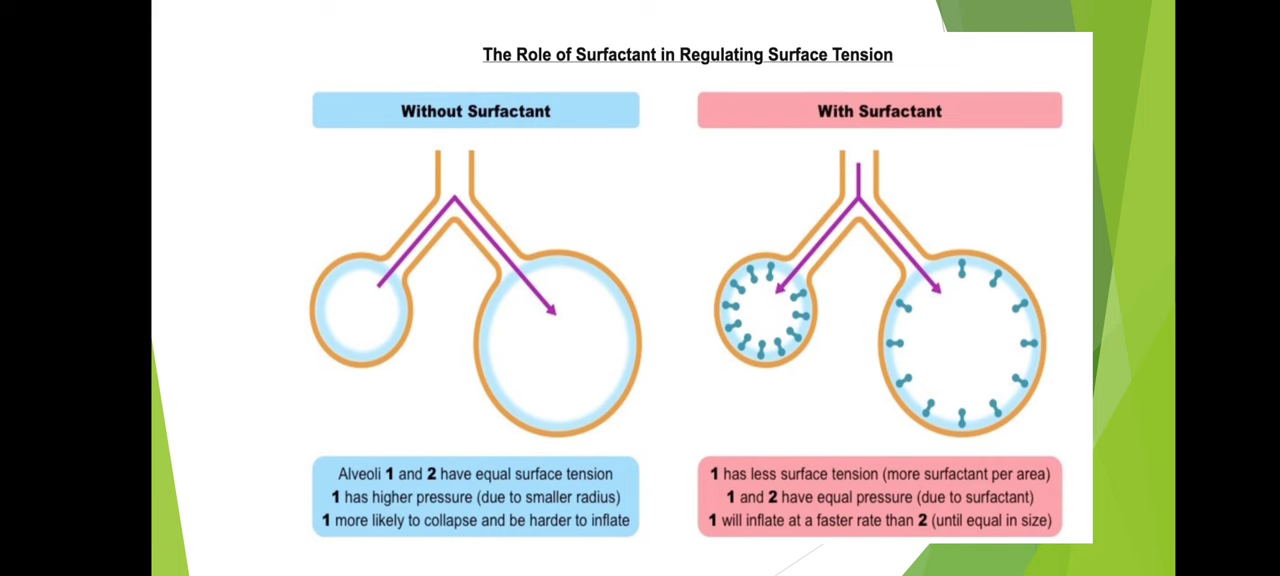 The Role of Surfactant in Regulating Surface Tension
Without Surfactant
With Surfactant
Alveoli 1 and 2 have equal surface tension
1 has higher pressure (due to smaller radius)
1 more likely to collapse and be harder to inflate
1 has less surface tension (more surfactant per area)
1 and 2 have equal pressure (due to surfactant)
1 will inflate at a faster rate than 2 (until equal in size)